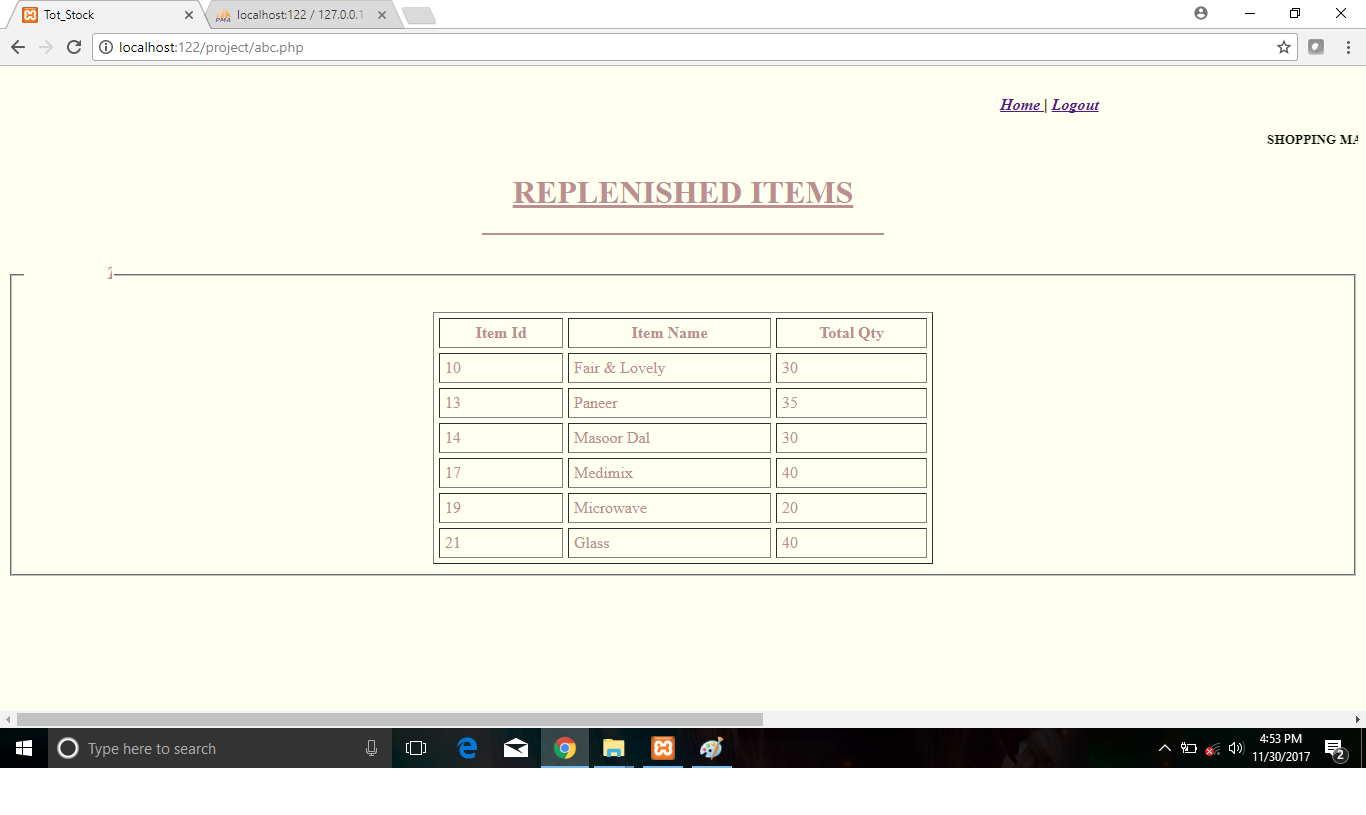 Tot_Stock
localhost:122 / 127.0.0.1
localhost:122/project/abc.php
Home | Logout
SHOPPING
REPLENISHED ITEMS
Item Id Item Name Total Qty
10 Fair & Lovely 30
13 Paneer 35
14 Masoor Dal 30
17 Medimix 40
19 Microwave 20
21 Glass 40
Type here to search
4:53 PM
11/30/2017
2